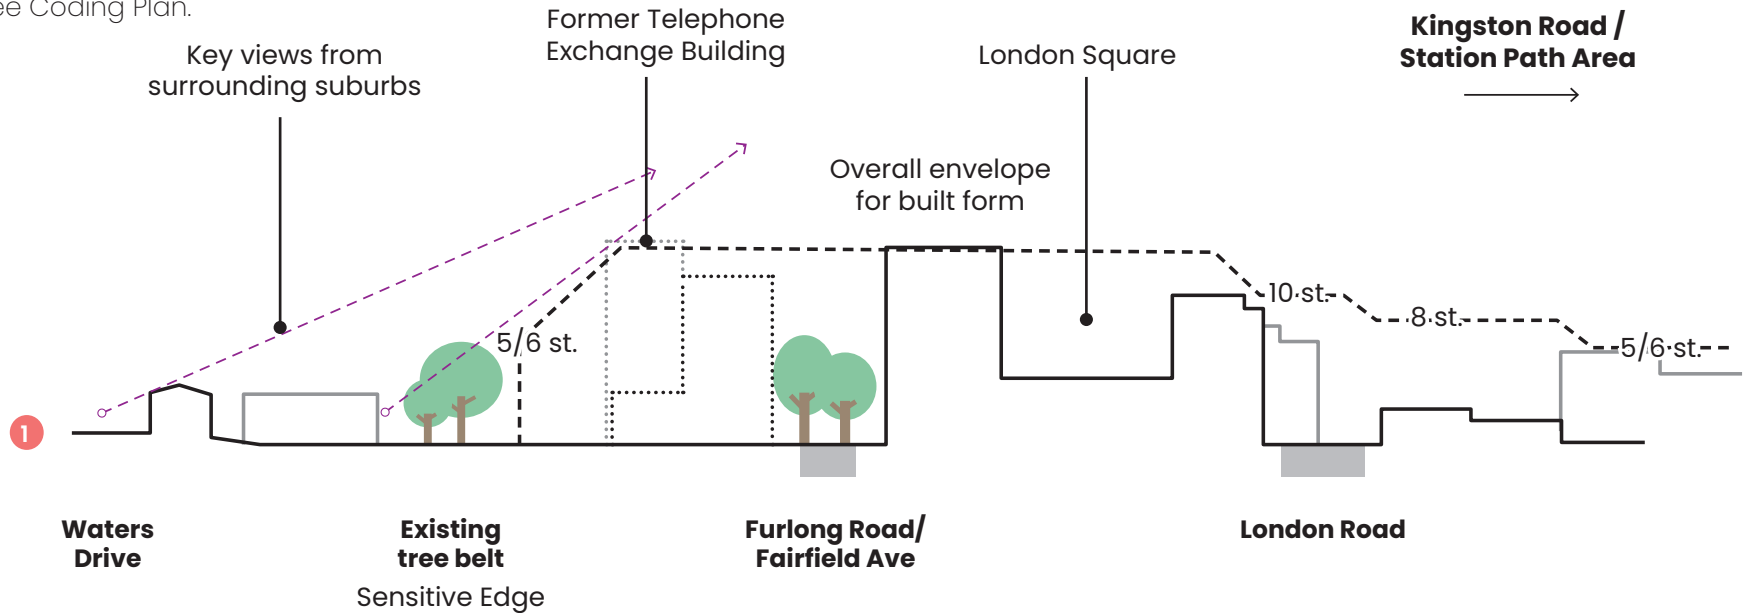 Coding Plan.
Former Telephone
Exchange Building
Key views from
surrounding suburbs
London Square
Kingston Road /
Station Path Area
Overall envelope
for built form
10 st.
8 st.
5/6 st.
5/6 st.
1
Waters
Drive
Existing
tree belt
Sensitive Edge
Furlong Road/
Fairfield Ave
London Road